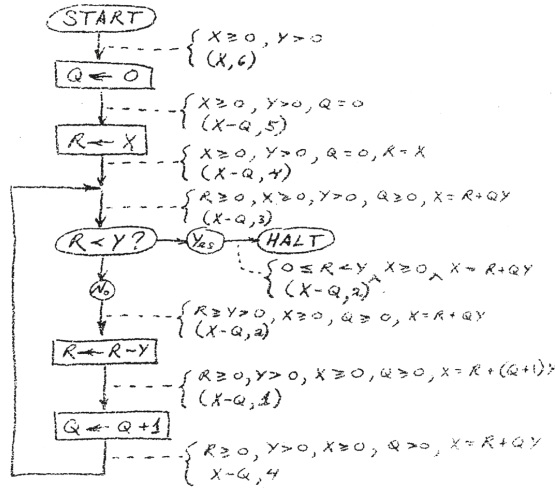 START
X ≥ 0, Y > 0
(X, 6)
Q ← 0
X ≥ 0, Y > 0, Q = 0
(X-Q, 5)
R ← X
X ≥ 0, Y > 0, Q = 0, R = X
(X-Q, 4)
R ≥ 0, X ≥ 0, Y > 0, Q ≥ 0, X = R + QY
(X-Q, 3)
R < Y? YES HALT
0 ≤ R < Y ^ X ≥ 0 ^ X = R + QY
(X-Q, 2)
No
R ≥ Y > 0, X ≥ 0, Q ≥ 0, X = R + QY
(X-Q, 2)
R ← R-Y
R ≥ 0, Y > 0, X ≥ 0, Q ≥ 0, X = R + (Q+1)Y
(X-Q, 1)
Q ← Q+1
R ≥ 0, Y > 0, X ≥ 0, Q > 0, X = R + QY
X-Q, 4